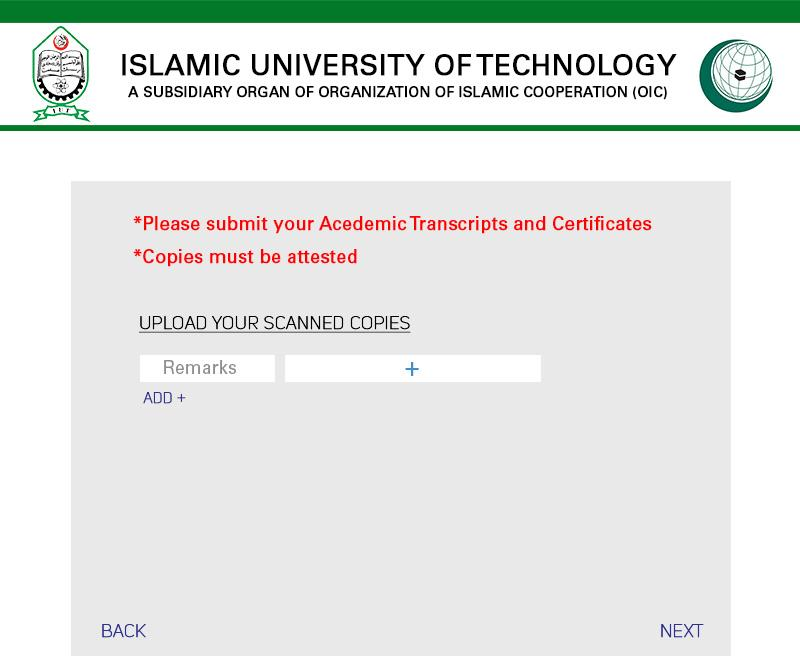 ISLAMIC UNIVERSITY OF TECHNOLOGY
A SUBSIDIARY ORGAN OF ORGANIZATION OF ISLAMIC COOPERATION (OIC)
IUT
*Please submit your Acedemic Transcripts and Certificates
*Copies must be attested
UPLOAD YOUR SCANNED COPIES
Remarks +
ADD +
BACK NEXT